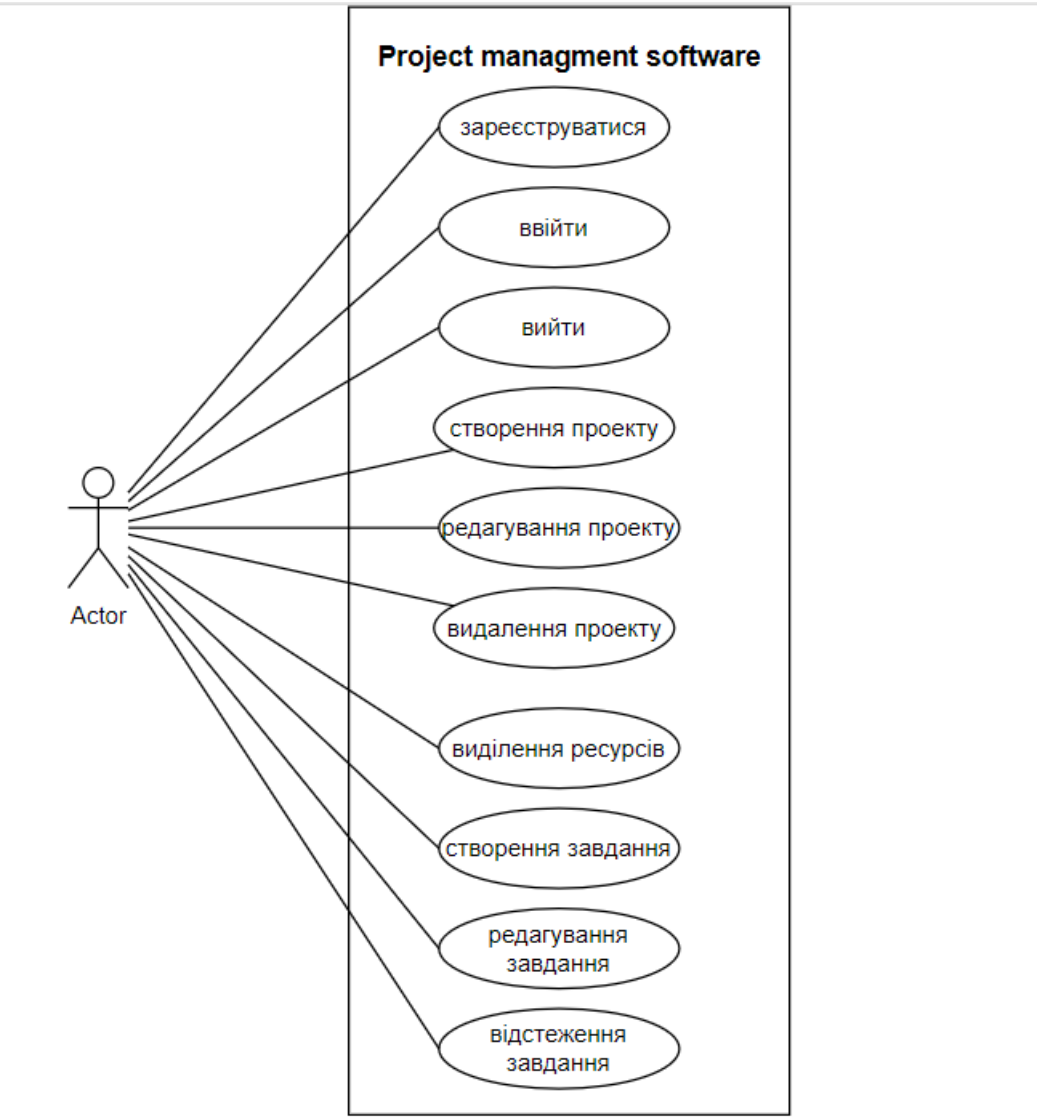 Project managment software
зареєструватися
ввійти
вийти
створення проекту
редагування проекту
видалення проекту
Actor
виділення ресурсів
створення завдання
редагування
завдання
відстеження
завдання